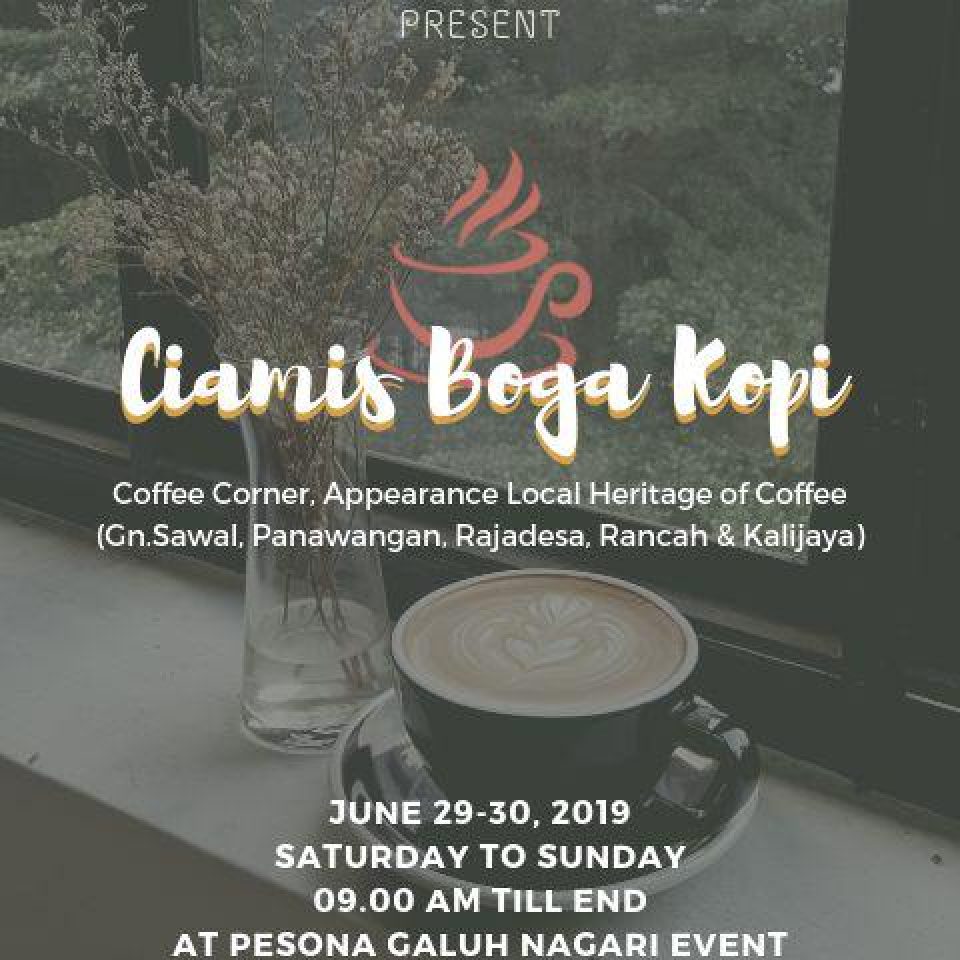 PRESENT
Ciamis Boga Kopi
Coffee Corner, Appearance Local Heritage of Coffee
(Gn.Sawal, Panawangan, Rajadesa, Rancah & Kalijaya)
JUNE 29-30, 2019
SATURDAY TO SUNDAY
09.00 AM TILL END
AT PESONA GALUH NAGARI EVENT